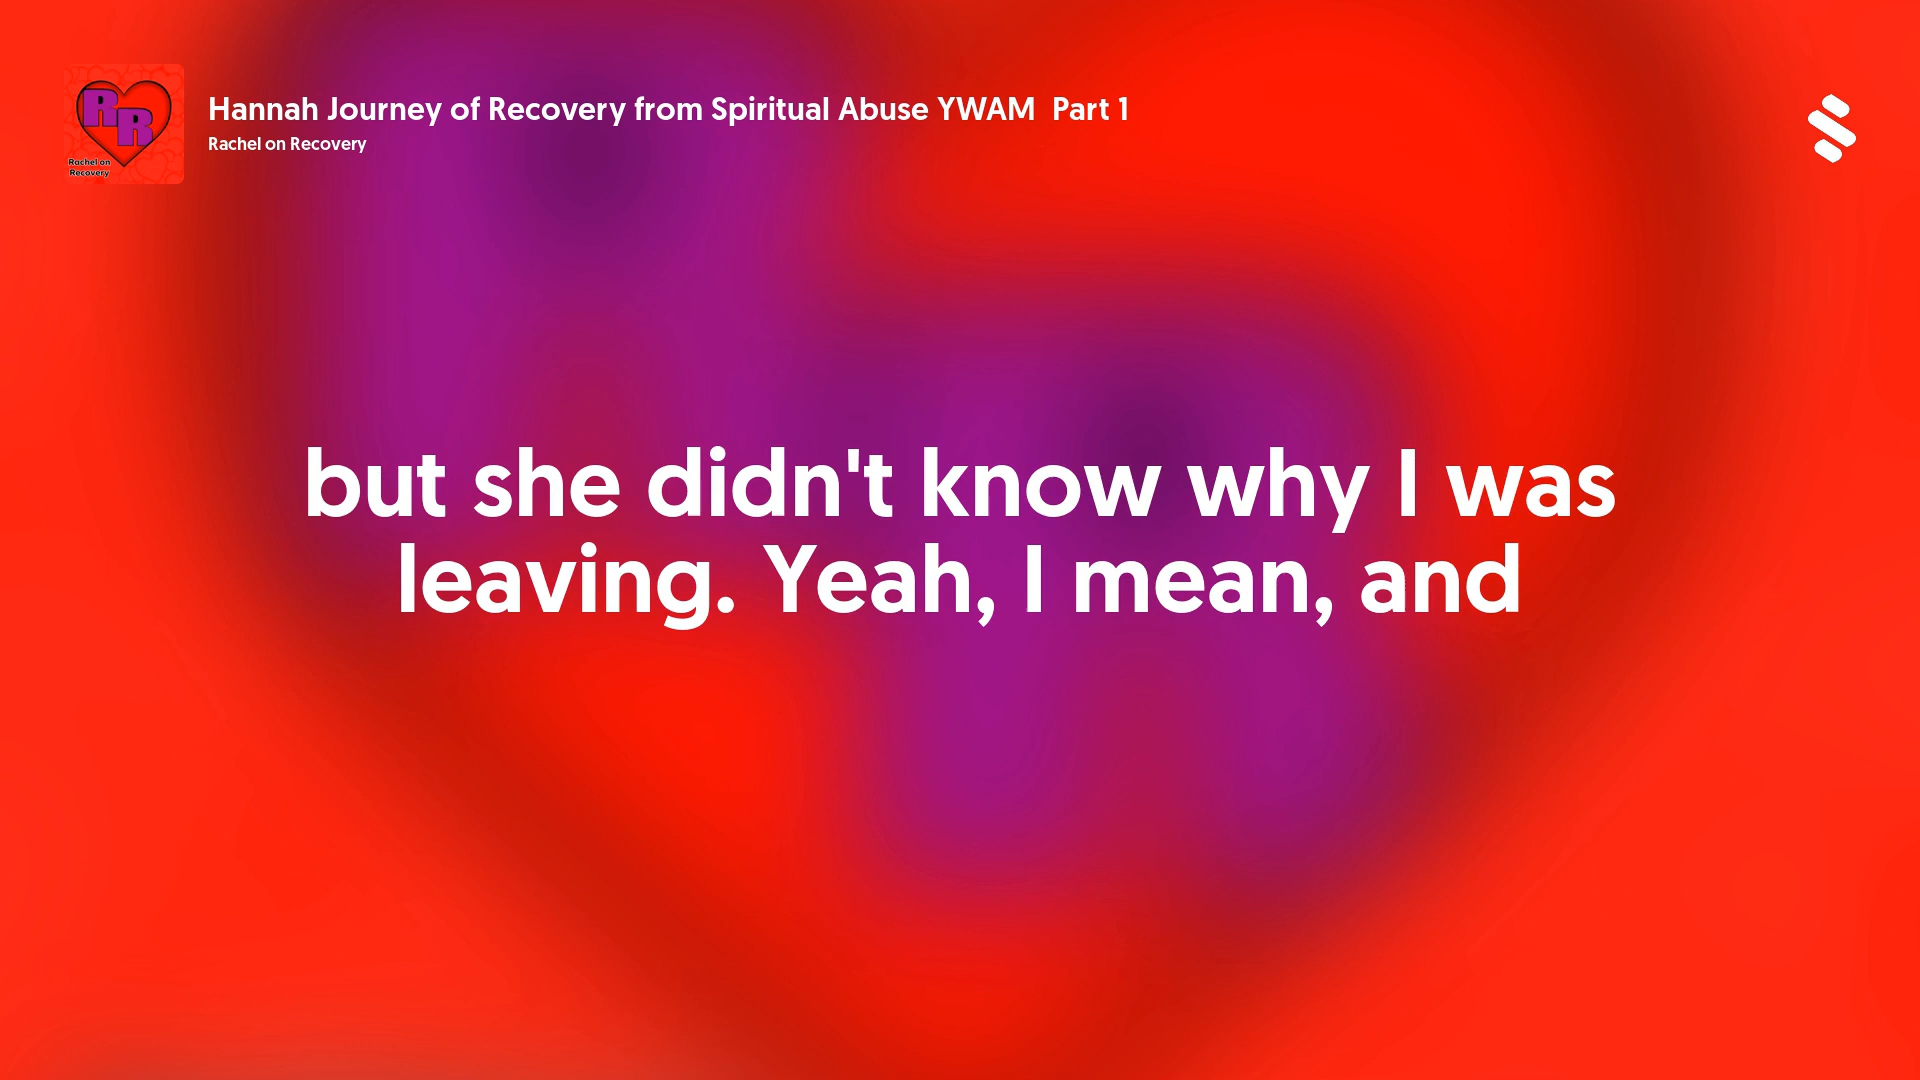 Hannah Journey of Recovery from Spiritual Abuse YWAM  Part 1
Rachel on Recovery
R
R
Rachel on
Recovery
but she didn't know why I was
leaving. Yeah, I mean, and